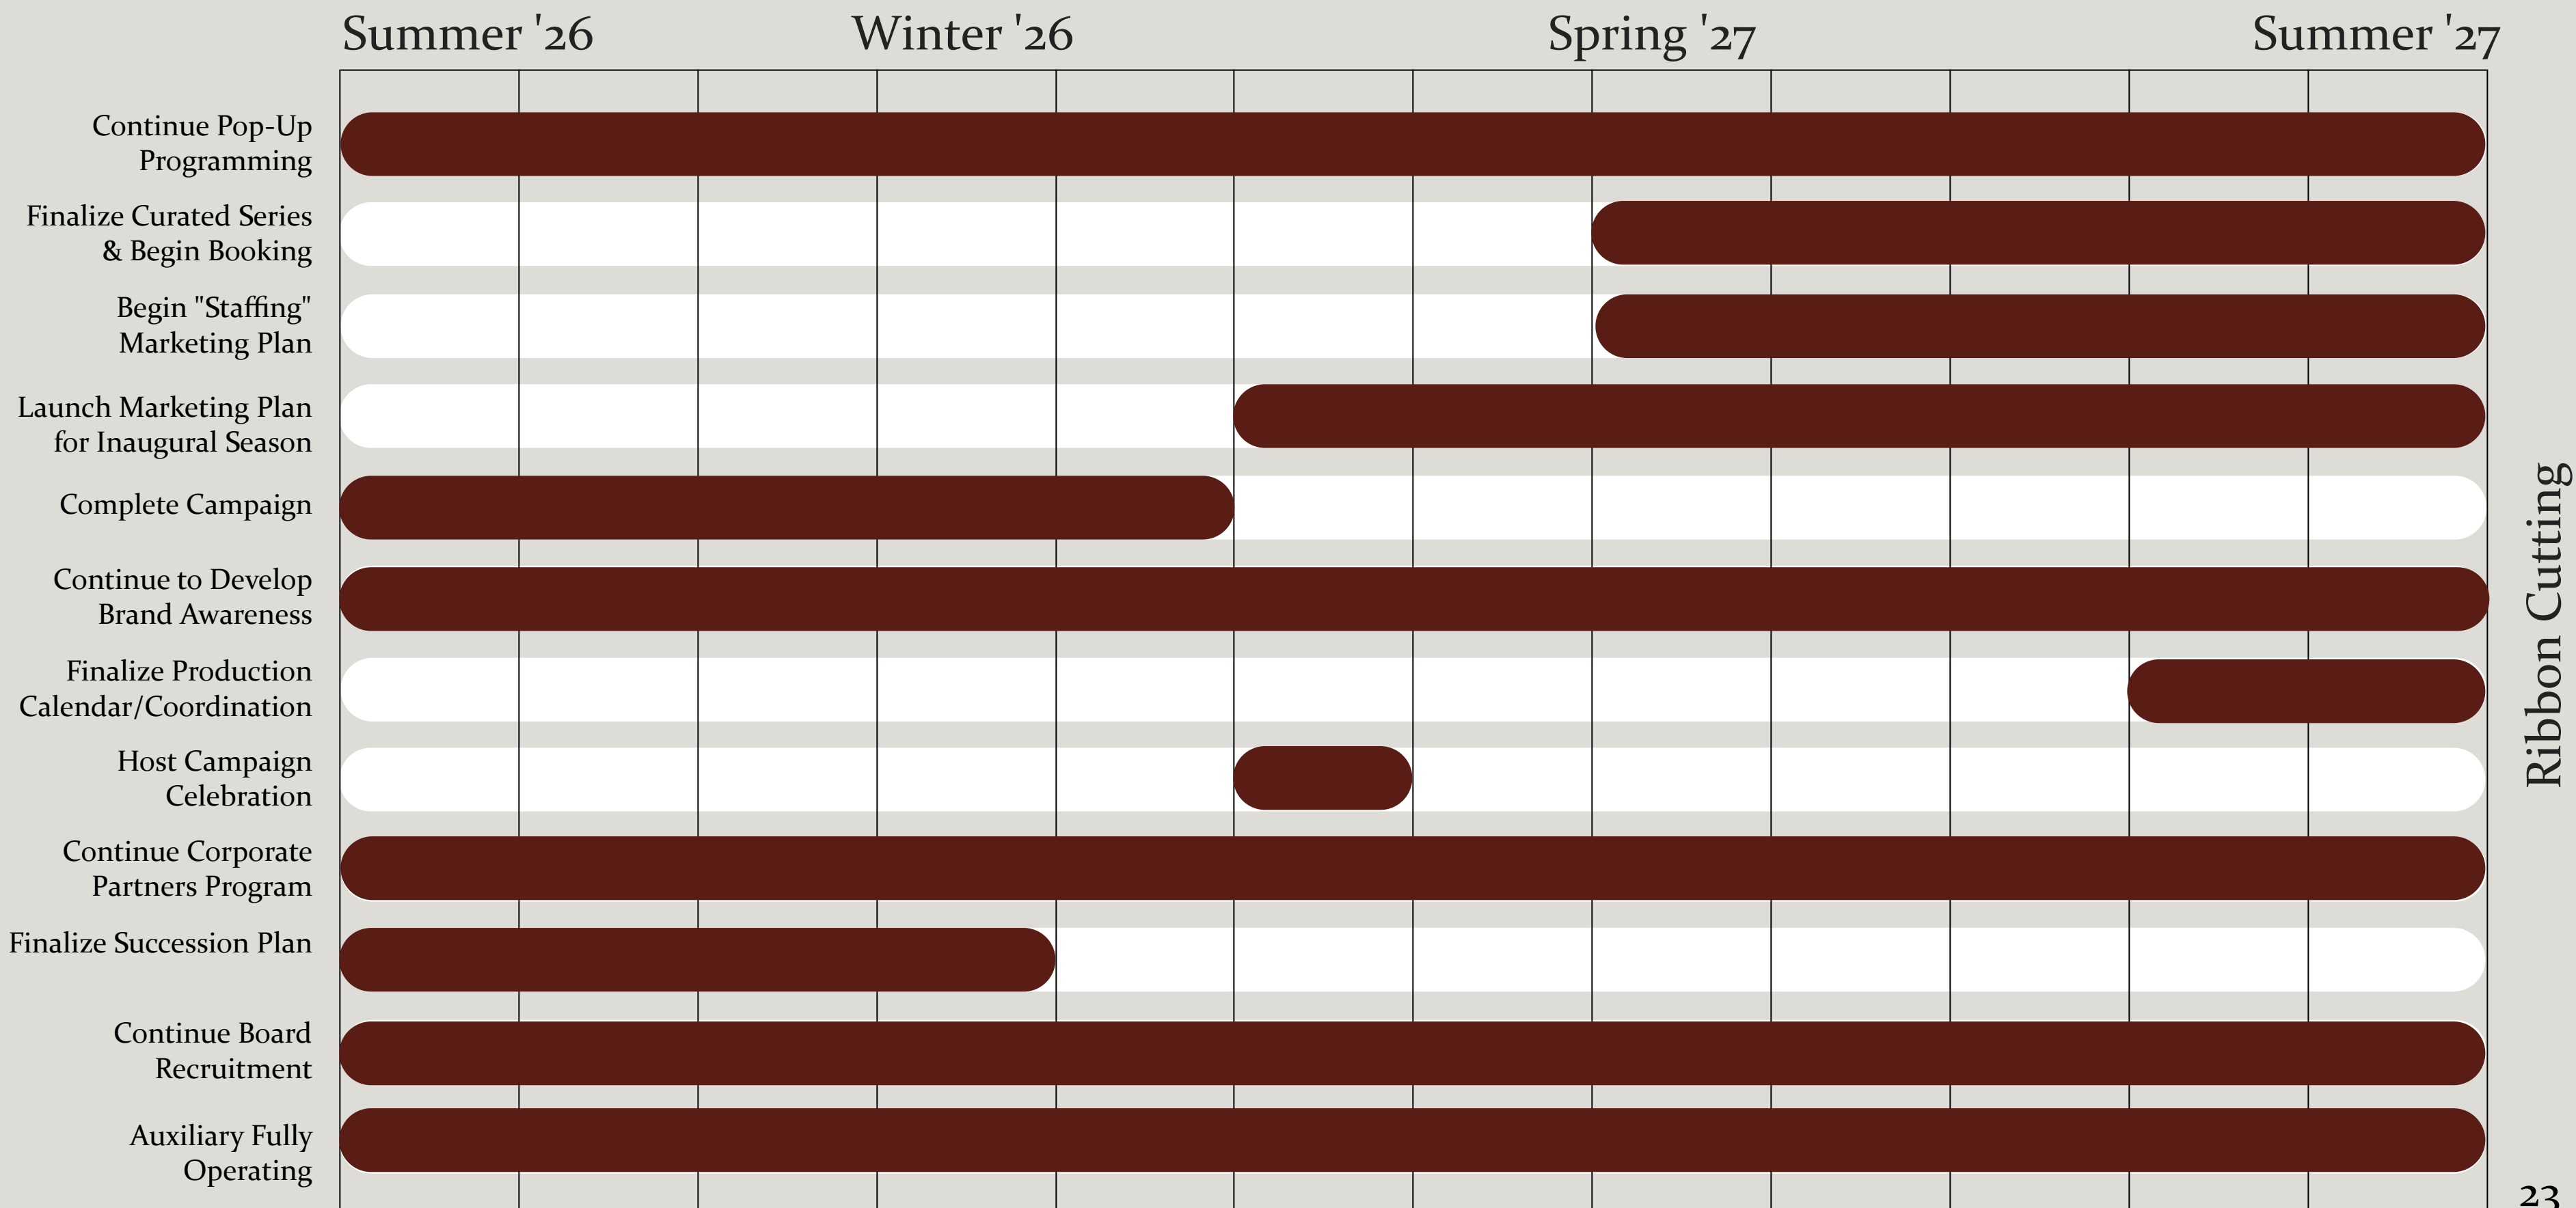 Summer '26
Winter '26
Spring '27
Summer '27
Continue Pop-Up
Programming
Finalize Curated Series
& Begin Booking
Begin "Staffing"
Marketing Plan
Launch Marketing Plan
for Inaugural Season
Complete Campaign
Continue to Develop
Brand Awareness
Finalize Production
Calendar/Coordination
Host Campaign
Celebration
Continue Corporate
Partners Program
Finalize Succession Plan
Continue Board
Recruitment
Auxiliary Fully
Operating
Ribbon Cutting
23